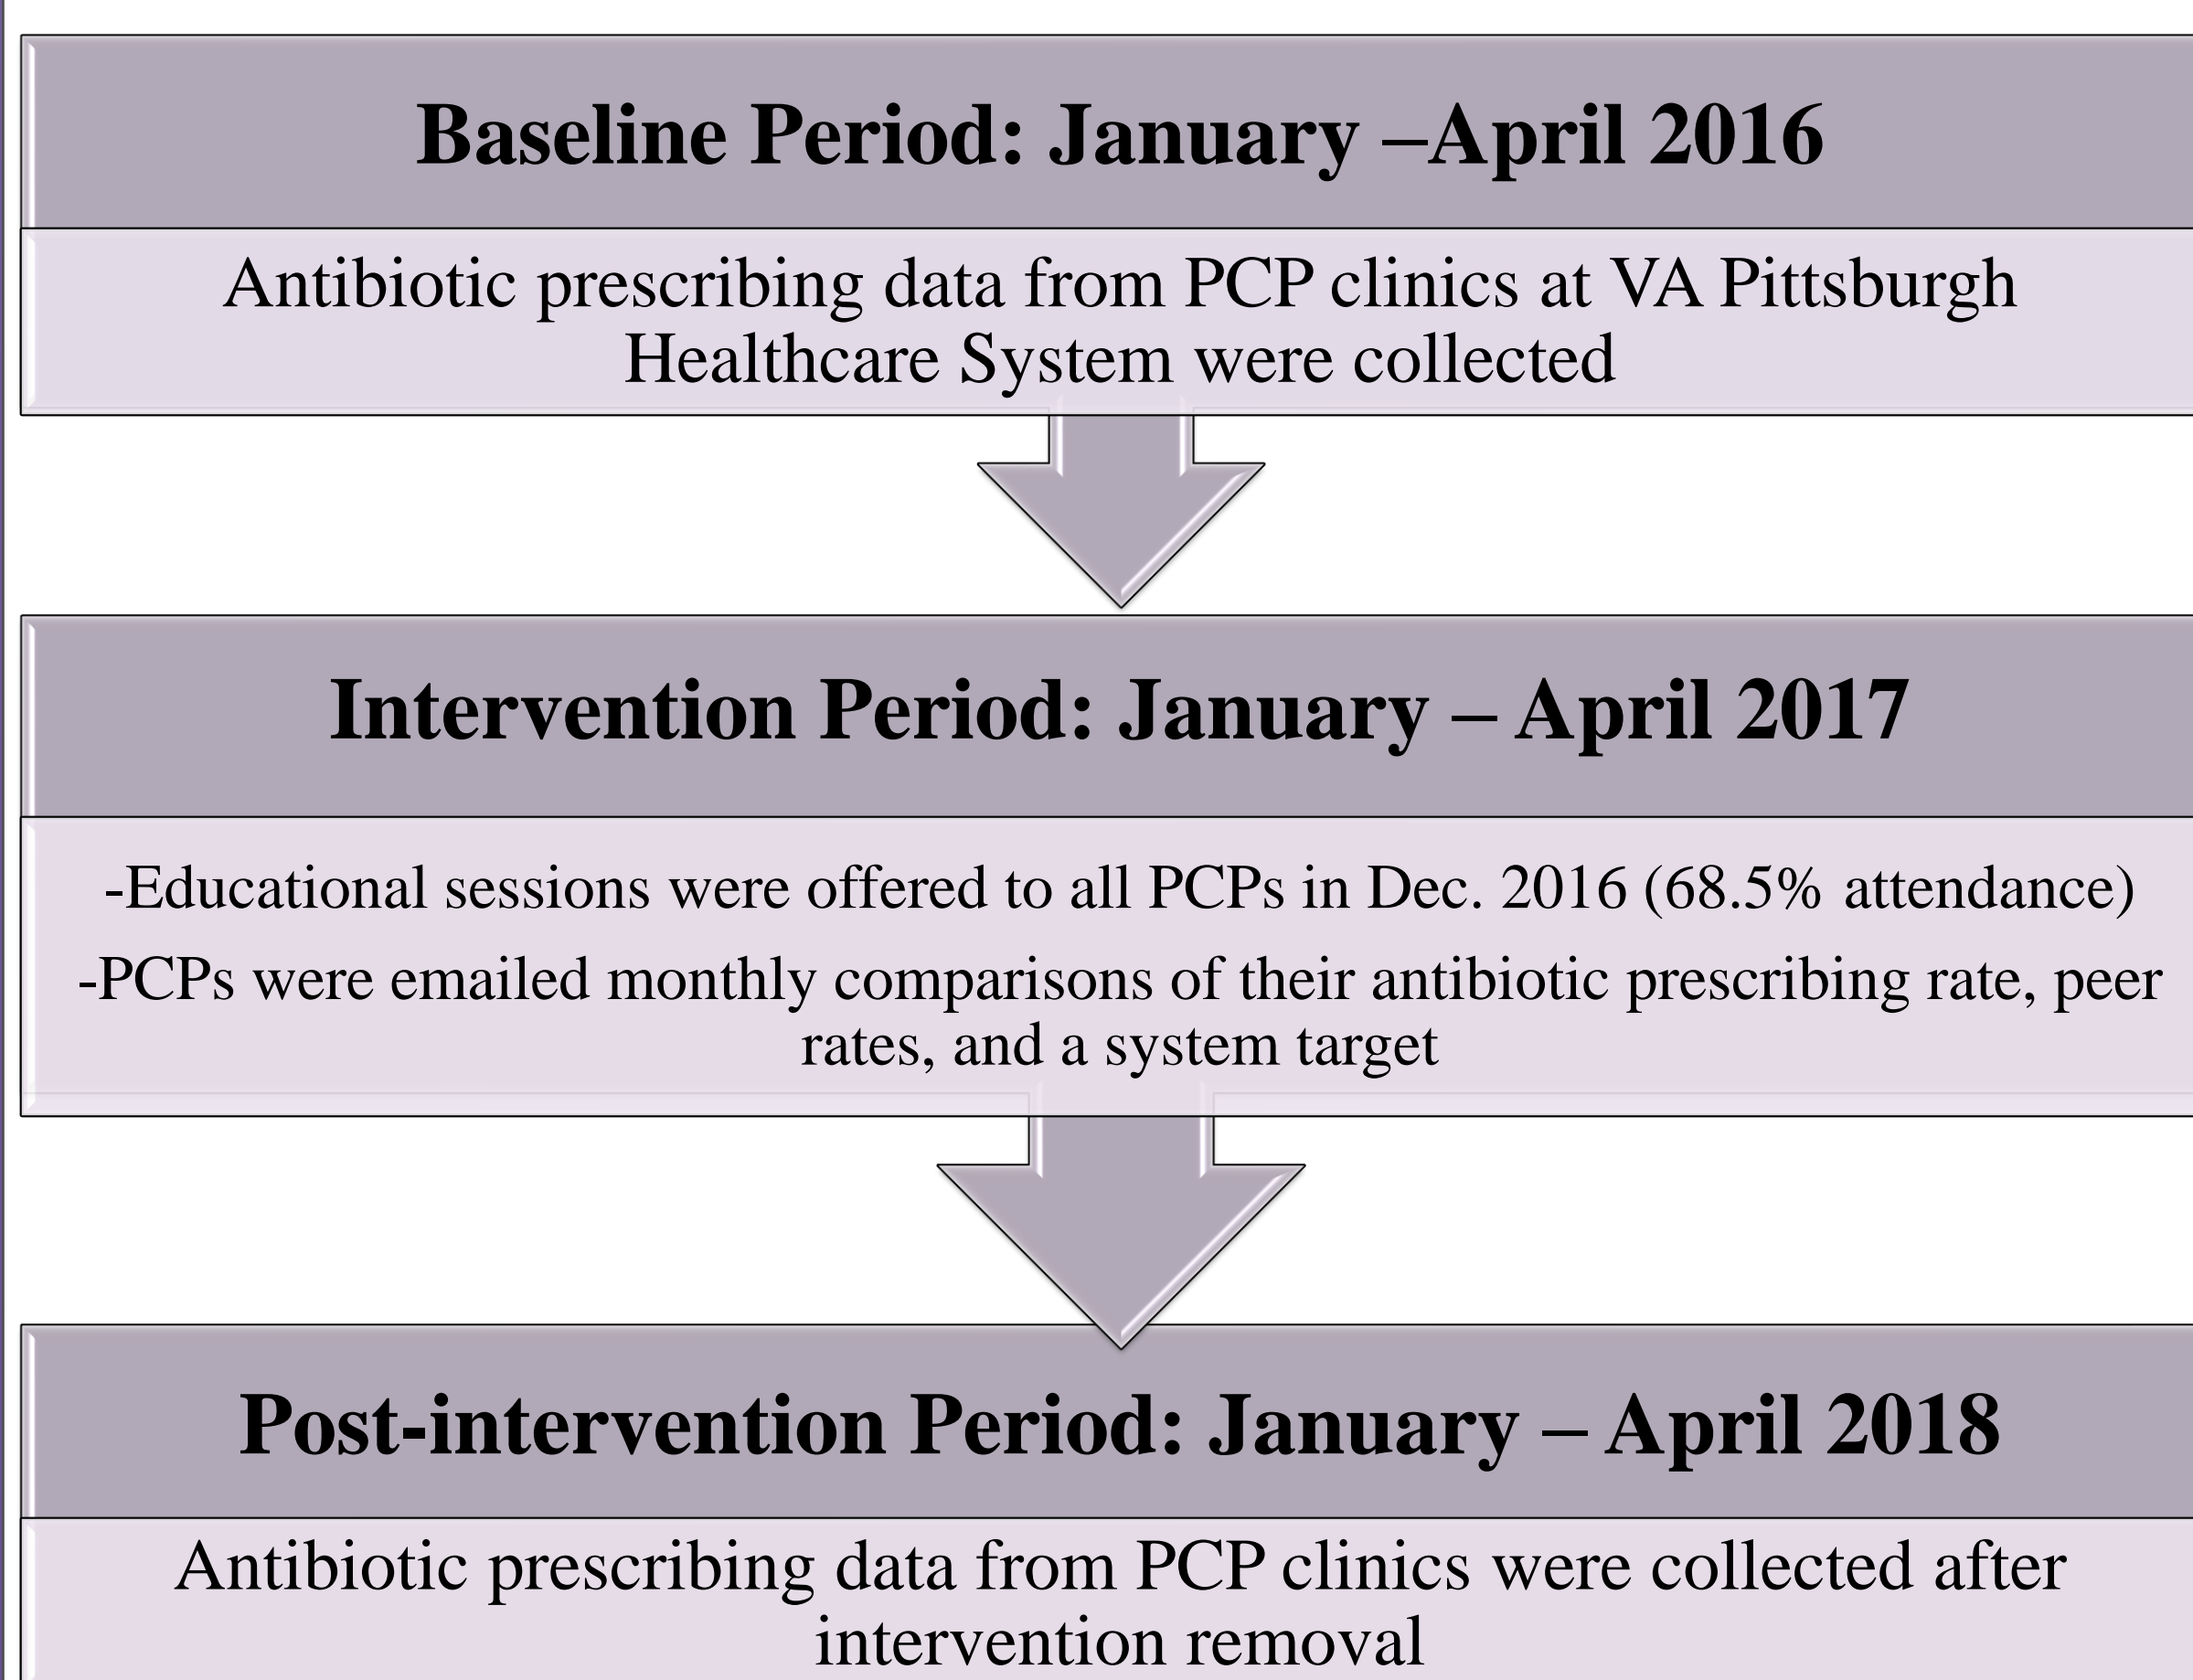 Baseline Period: January –April 2016
Antibiotic prescribing data from PCP clinics at VA Pittsburgh
Healthcare System were collected
Intervention Period: January – April 2017
-Educational sessions were offered to all PCPs in Dec. 2016 (68.5% attendance)
-PCPs were emailed monthly comparisons of their antibiotic prescribing rate, peer
rates, and a system target
Post-intervention Period: January – April 2018
Antibiotic prescribing data from PCP clinics were collected after
intervention removal